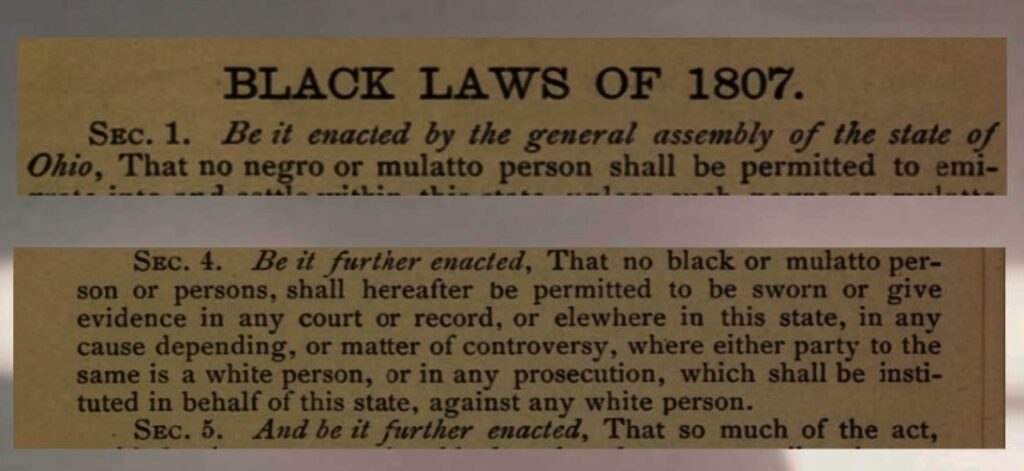 BLACK LAWS OF 1807.
SEC. 1. Be it enacted by the general assembly of the state of
Ohio, That no negro or mulatto person shall be permitted to emi-
SEC. 4. Be it further enacted, That no black or mulatto per-
son or persons, shall hereafter be permitted to be sworn or give
evidence in any court or record, or elewhere in this state, in any
cause depending, or matter of controversy, where either party to the
same is a white person, or in any prosecution, which shall be insti-
tuted in behalf of this state, against any white person.
SEC. 5. And be it further enacted, That so much of the act,